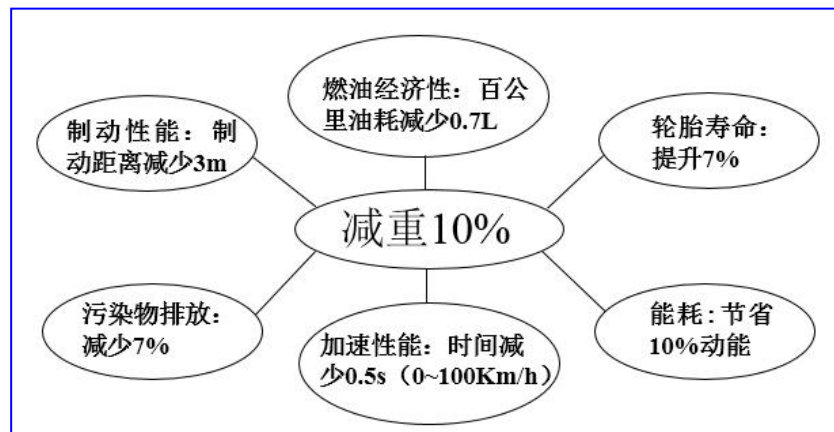 燃油经济性：百公
里油耗减少0.7L
制动性能：制
动距离减少3m
轮胎寿命：
提升7%
减重10%
污染物排放：
减少7%
加速性能：时间减
少0.5s（0~100Km/h）
能耗：节省
10%动能